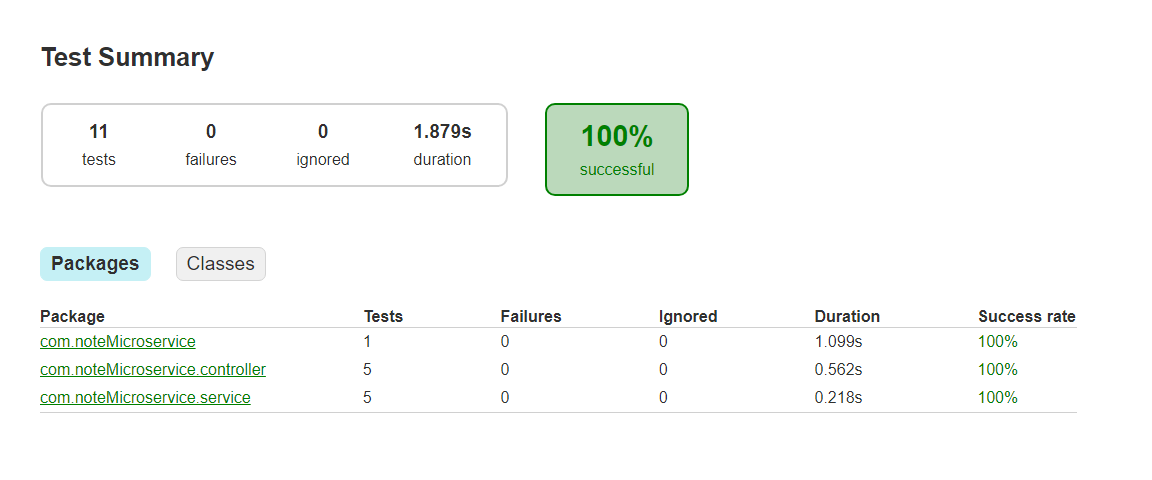 Test Summary
11 0 0 1.879s
tests failures ignored duration
100%
successful
Packages Classes
Package Tests Failures Ignored Duration Success rate
com.noteMicroservice 1 0 0 1.099s 100%
com.noteMicroservice.controller 5 0 0 0.562s 100%
com.noteMicroservice.service 5 0 0 0.218s 100%